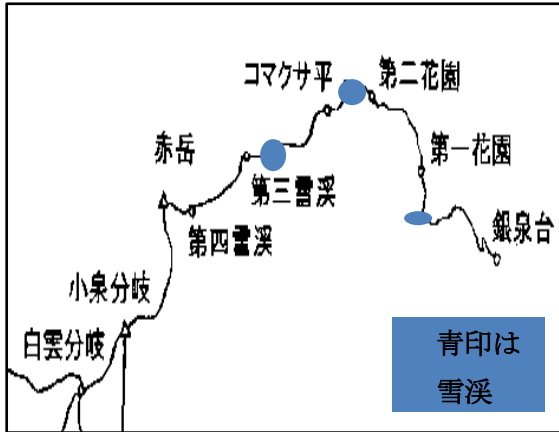 コマクサ平
第二花園
赤岳
第一花園
第三雪渓
銀泉台
第四雪渓
小泉分岐
白雲分岐
青印は
雪渓